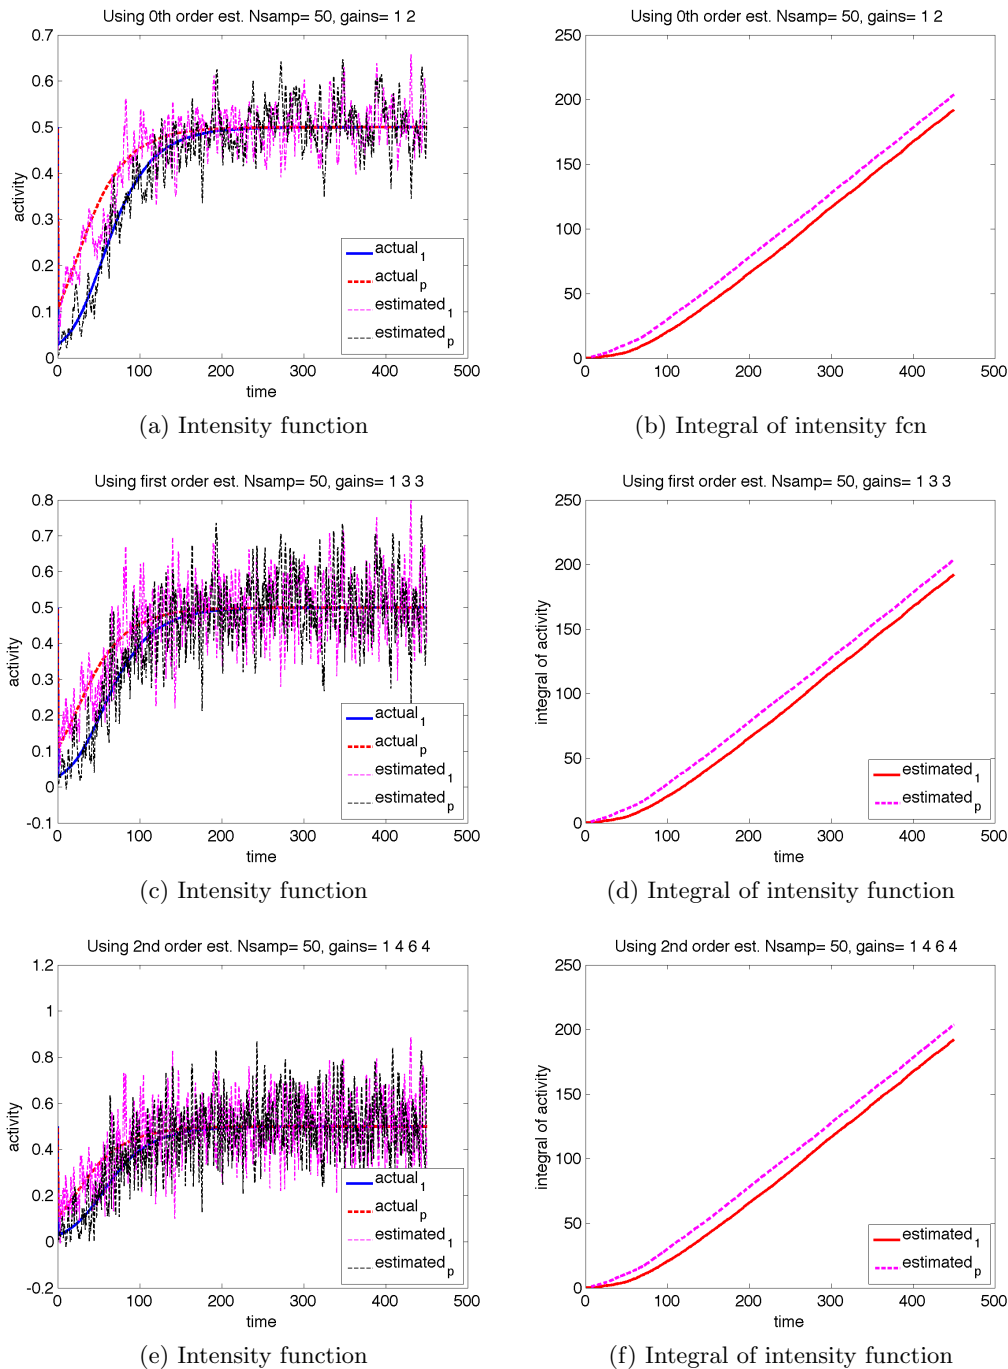 Using 0th order est. Nsamp= 50, gains= 1 2
0.7
0.6
0.5
0.4
0.3
0.2
0.1
0
activity
actual1
actualp
estimated1
estimatedp
0 100 200 300 400 500
time
(a) Intensity function
Using 0th order est. Nsamp= 50, gains= 1 2
250
200
150
100
50
0
0 100 200 300 400 500
(b) Integral of intensity fcn
Using first order est. Nsamp= 50, gains= 1 3 3
0.8
0.7
0.6
0.5
0.4
0.3
0.2
0.1
0
-0.1
activity
actual1
actualp
estimated1
estimatedp
0 100 200 300 400 500
time
(c) Intensity function
Using first order est. Nsamp= 50, gains= 1 3 3
250
200
150
100
50
0
integral of activity
estimated1
estimatedp
0 100 200 300 400 500
time
(d) Integral of intensity function
Using 2nd order est. Nsamp= 50, gains= 1 4 6 4
1.2
1
0.8
0.6
0.4
0.2
0
-0.2
activity
actual1
actualp
estimated1
estimatedp
0 100 200 300 400 500
time
(e) Intensity function
Using 2nd order est. Nsamp= 50, gains= 1 4 6 4
250
200
150
100
50
0
integral of activity
estimated1
estimatedp
0 100 200 300 400 500
time
(f) Integral of intensity function